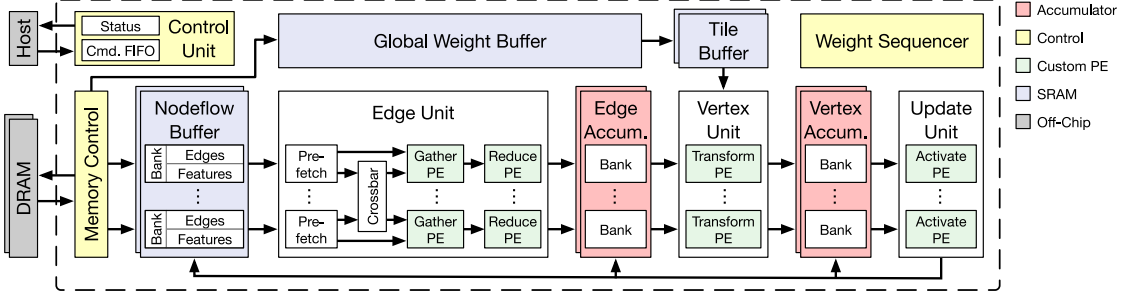 Host
Status
Cmd. FIFO
Control
Unit
Global Weight Buffer
Tile
Buffer
Weight Sequencer
Accumulator
Control
Custom PE
SRAM
Off-Chip
DRAM
Memory Control
Nodeflow
Buffer
Bank
Edges
Features
Bank
Edges
Features
Edge Unit
Pre-
fetch
Pre-
fetch
Crossbar
Gather
PE
Reduce
PE
Gather
PE
Reduce
PE
Edge
Accum.
Bank
Bank
Vertex
Unit
Transform
PE
Transform
PE
Vertex
Accum.
Bank
Bank
Update
Unit
Activate
PE
Activate
PE